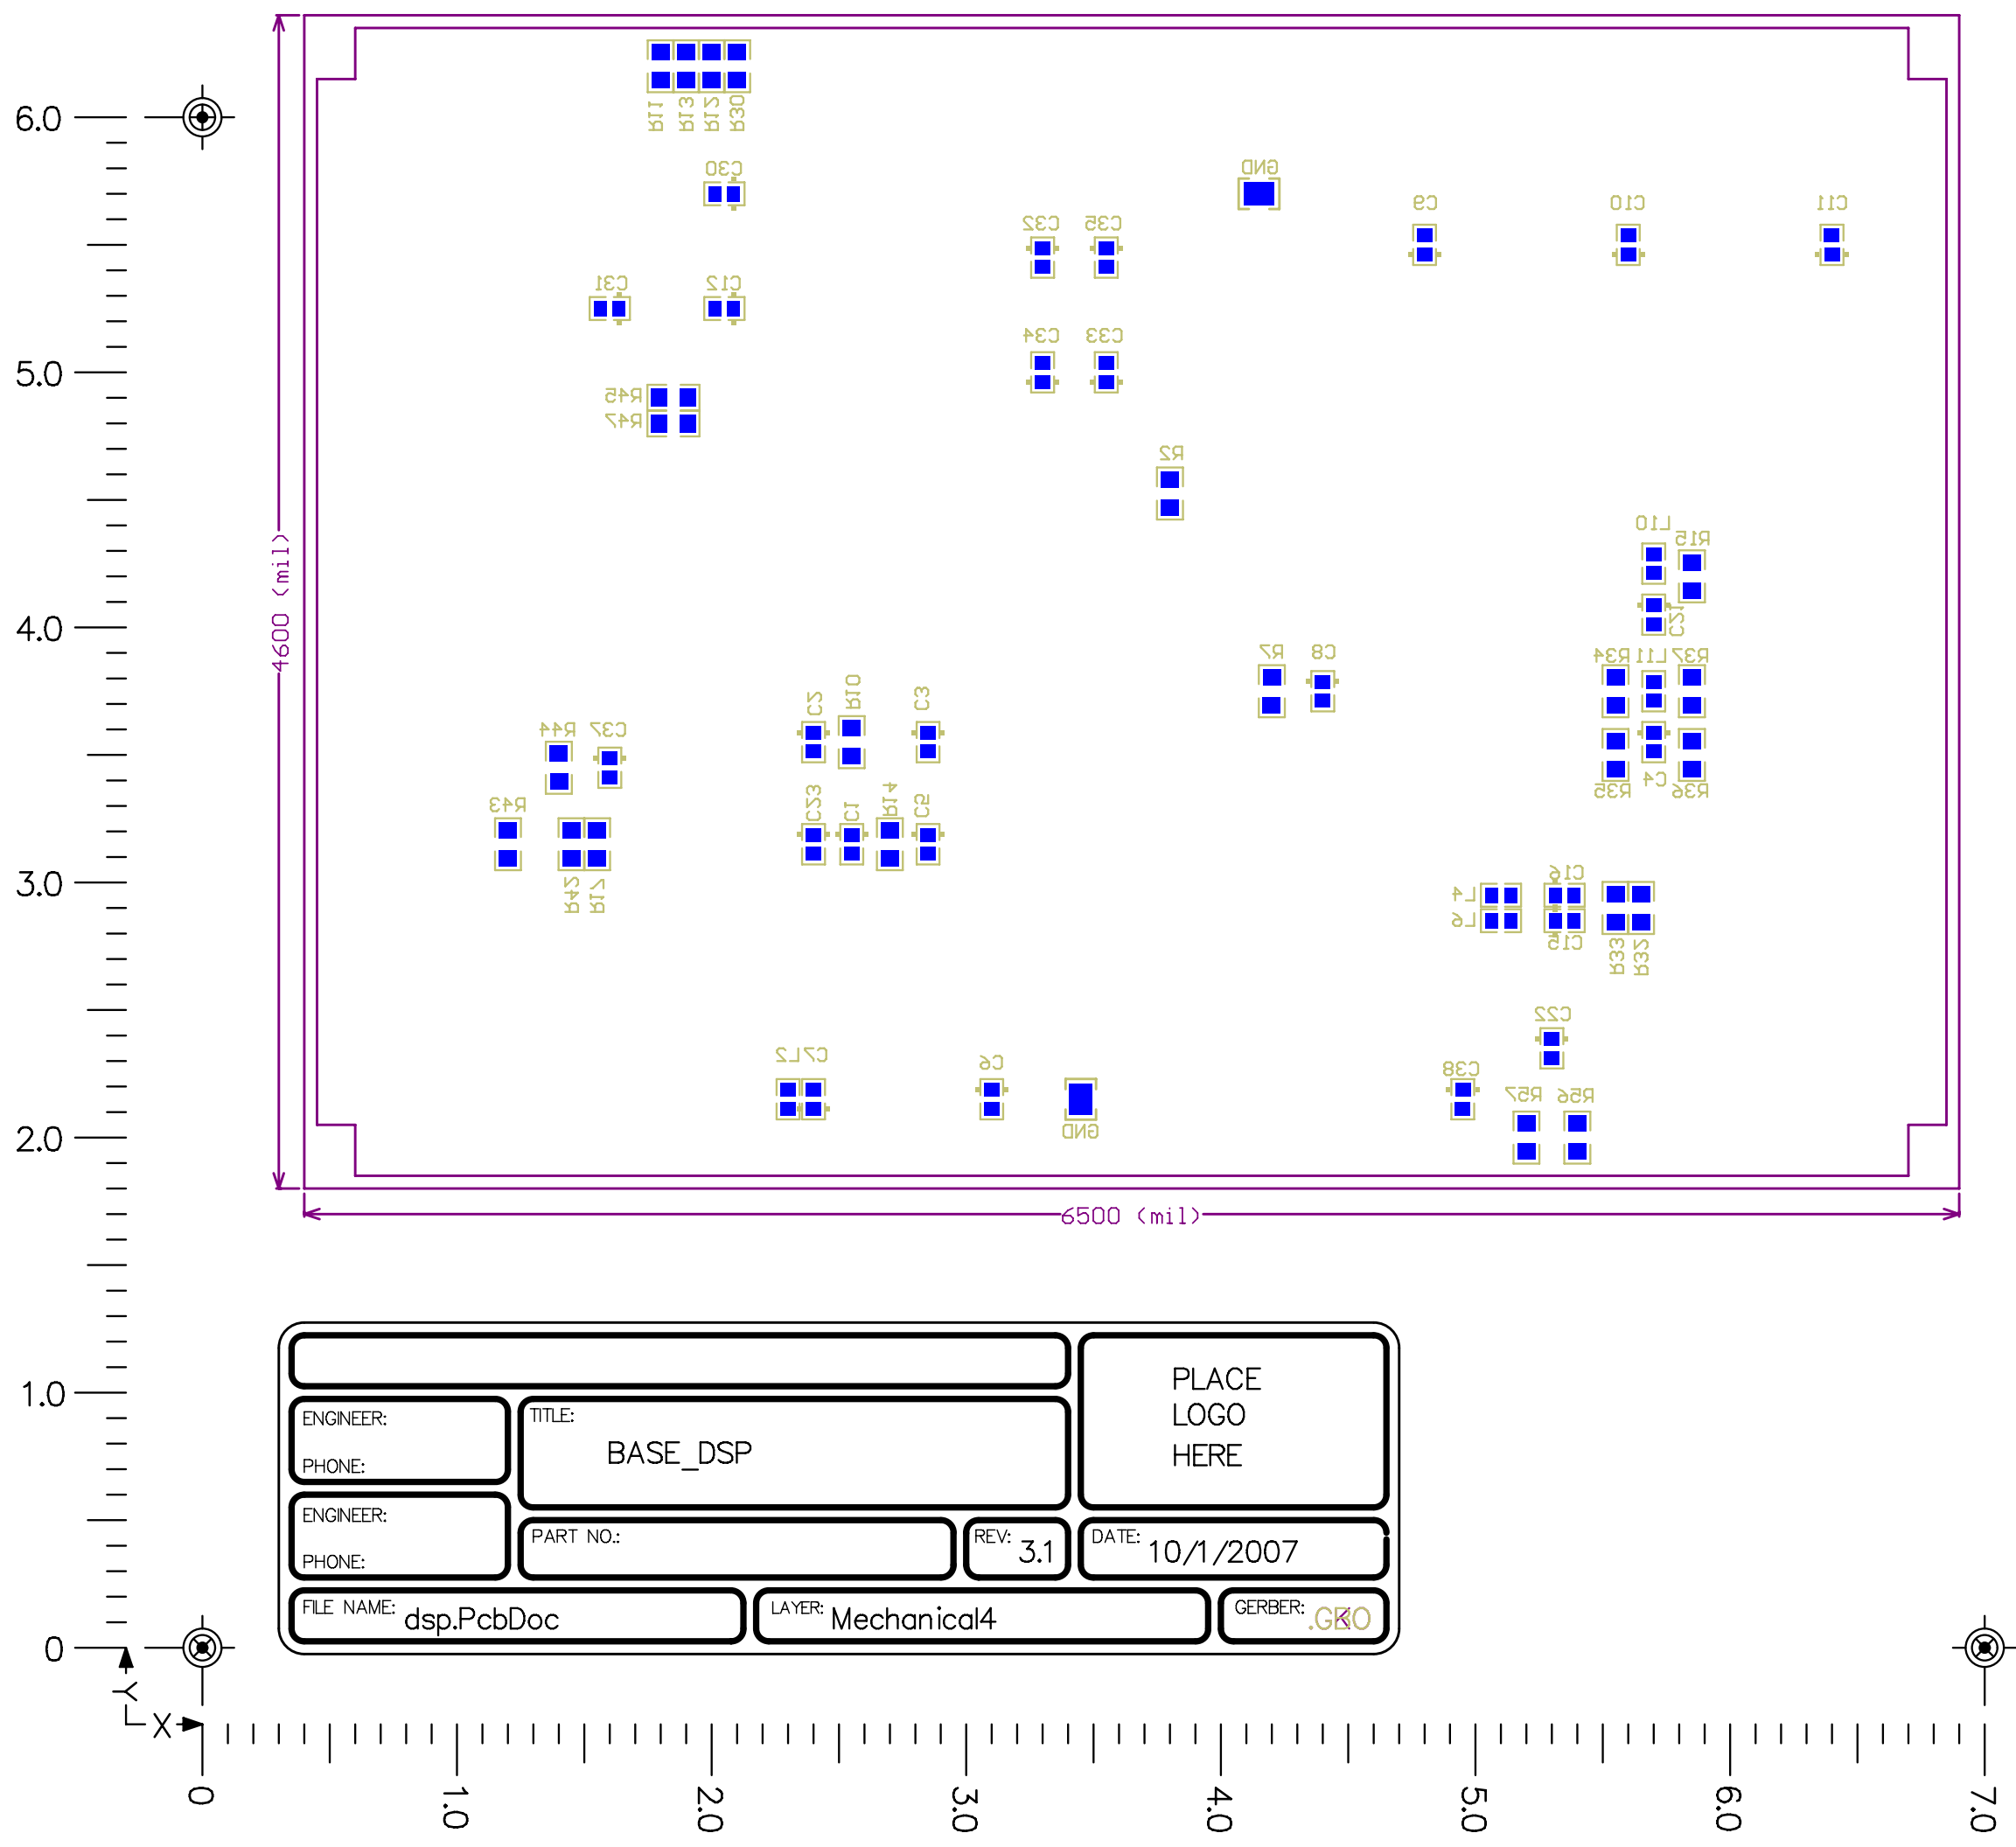 R11 R13 R12 R30
6.0
C30
GND
C9
C10
C11
C32
C35
C31
C12
C34
C33
5.0
R45
R47
R2
L10
R15
4600 (mil)
4.0
C21
R7
C8
R34
L11
R37
C2
R10
C3
R44
C37
C4
R43
R35
R36
C23
C1
R14
C5
3.0
R42
R17
L4
C16
L6
C15
R33
R32
C22
L2
C7
C6
C38
R57
R56
2.0
GND
6500 (mil)
1.0
PLACE
LOGO
HERE
ENGINEER:
PHONE:
TITLE:
BASE_DSP
ENGINEER:
PHONE:
PART NO.:
REV: 3.1
DATE: 10/1/2007
FILE NAME: dsp.PcbDoc
LAYER: Mechanical4
GERBER: .GBO
0
Y
X
0 1.0 2.0 3.0 4.0 5.0 6.0 7.0